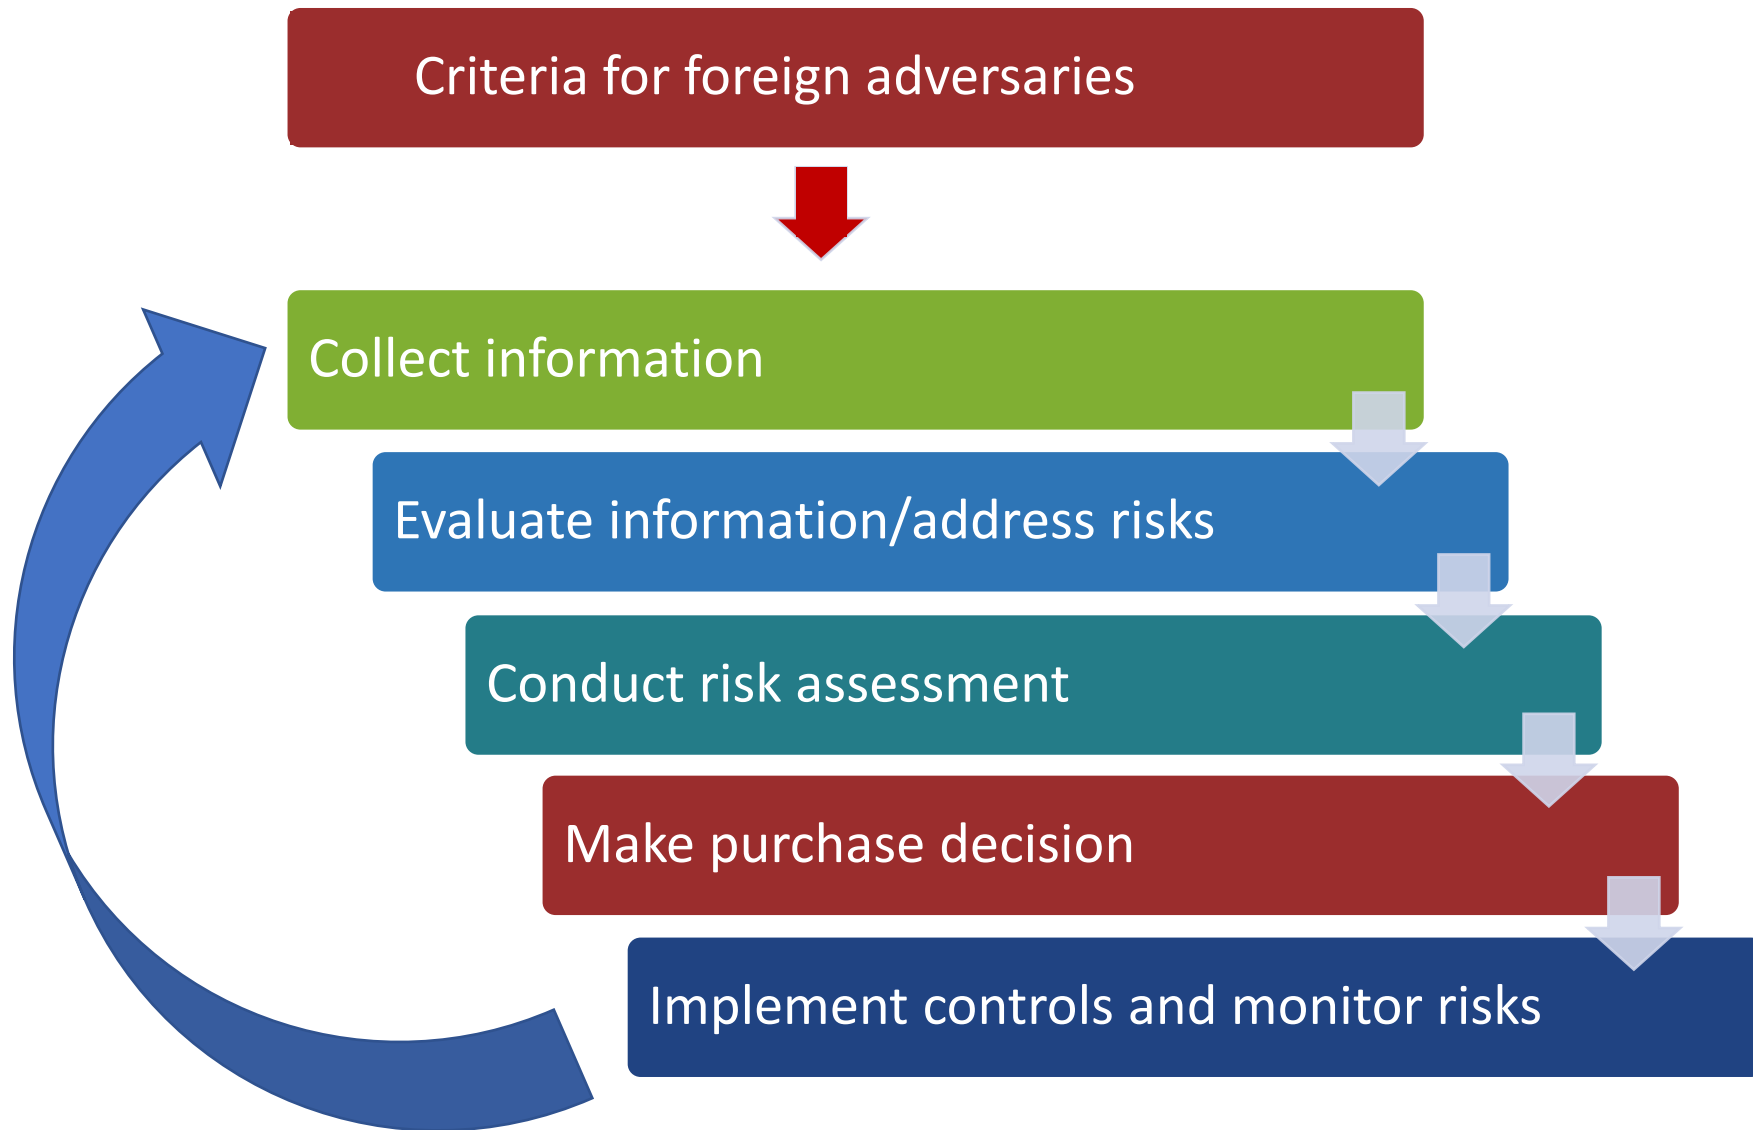 Criteria for foreign adversaries
Collect information
Evaluate information/address risks
Conduct risk assessment
Make purchase decision
Implement controls and monitor risks